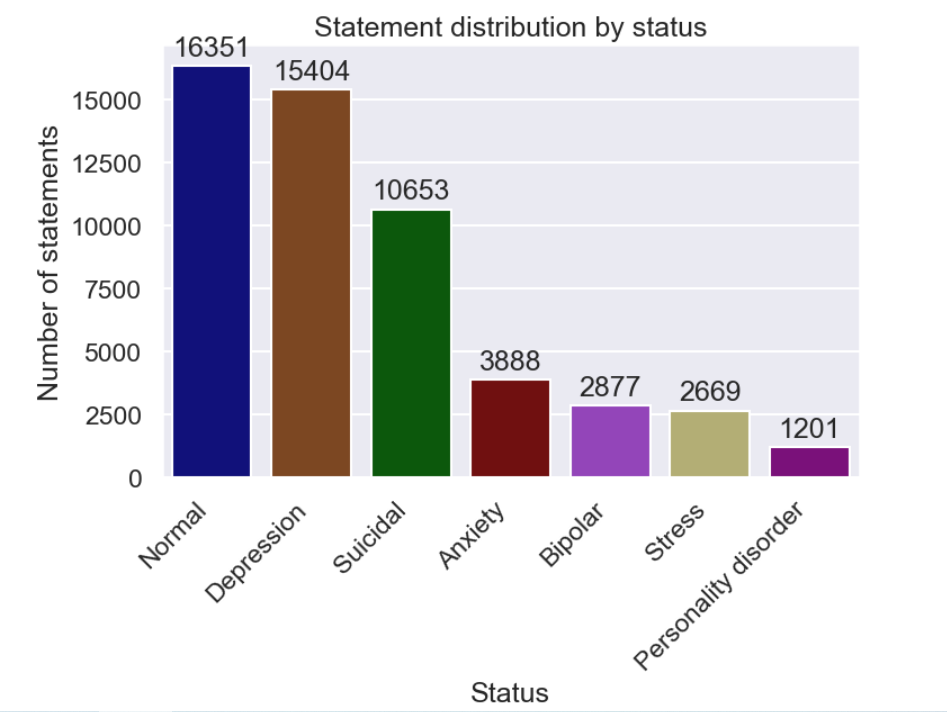 Statement distribution by status
16351
15404
10653
3888
2877
2669
1201
Number of statements
15000
12500
10000
7500
5000
2500
0
Normal
Depression
Suicidal
Anxiety
Bipolar
Stress
Personality disorder
Status